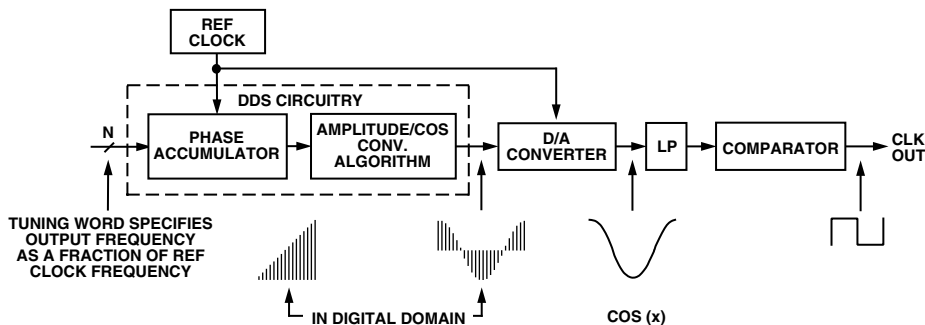 REF
CLOCK
DDS CIRCUITRY
N
PHASE
ACCUMULATOR
AMPLITUDE/COS
CONV.
ALGORITHM
D/A
CONVERTER
LP
COMPARATOR
CLK
OUT
TUNING WORD SPECIFIES
OUTPUT FREQUENCY
AS A FRACTION OF REF
CLOCK FREQUENCY
IN DIGITAL DOMAIN
COS (x)